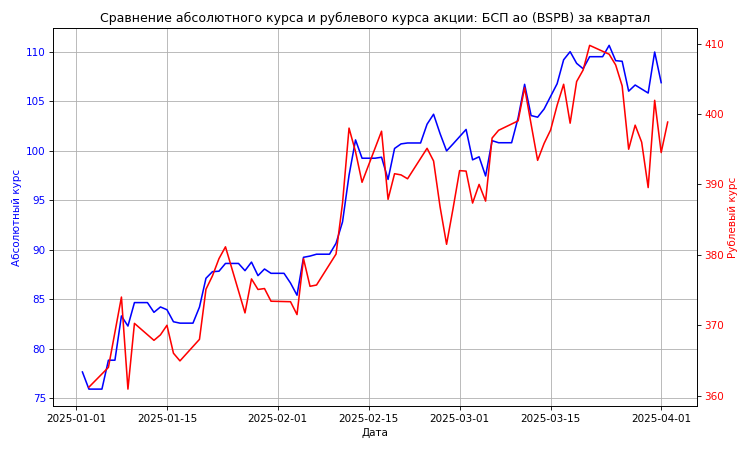 Сравнение абсолютного курса и рублевого курса акции: БСП ао (BSPB) за квартал
110
105
100
95
90
85
80
75
Абсолютный курс
410
400
390
380
370
360
Рублевый курс
2025-01-01 2025-01-15 2025-02-01 2025-02-15 2025-03-01 2025-03-15 2025-04-01
Дата